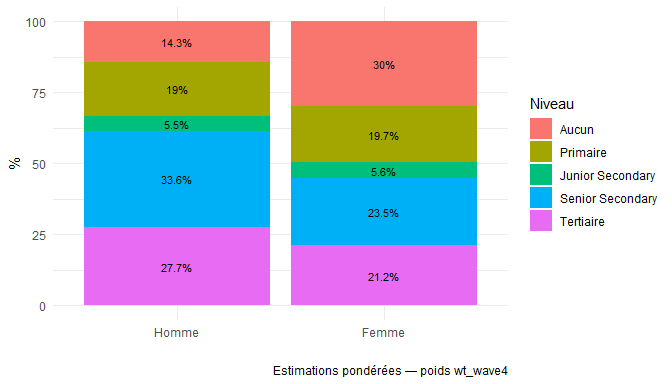 100
75
50
25
0
%
14.3%
19%
5.5%
33.6%
27.7%
30%
19.7%
5.6%
23.5%
21.2%
Homme
Femme
Niveau
Aucun
Primaire
Junior Secondary
Senior Secondary
Tertiaire
Estimations pondérées — poids wt_wave4